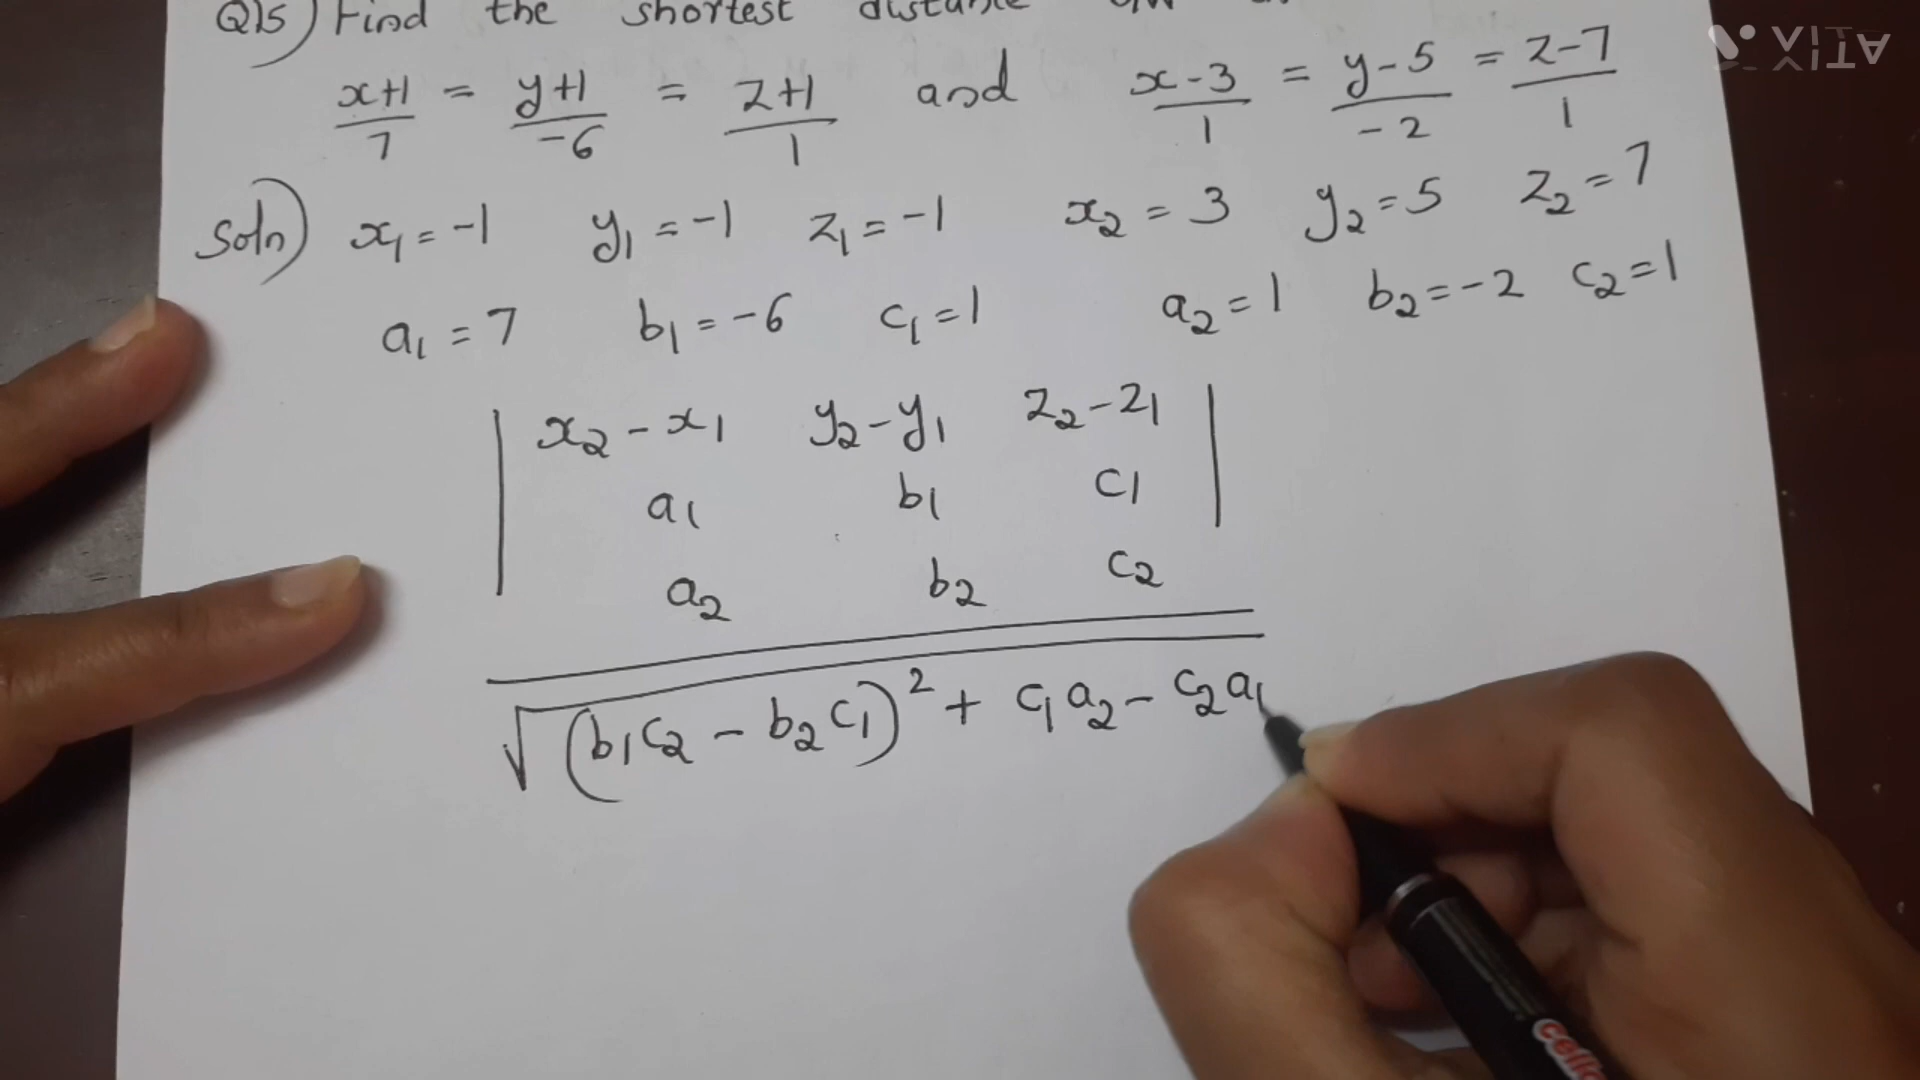 Q15) Find the shortest distance
x+1/7 = y+1/-6 = z+1/1 and x-3/1 = y-5/-2 = z-7/1
Soln) x₁ = -1 y₁ = -1 z₁ = -1 x₂ = 3 y₂ = 5 z₂ = 7
a₁ = 7 b₁ = -6 c₁ = 1 a₂ = 1 b₂ = -2 c₂ = 1
| x₂ - x₁ y₂ - y₁ z₂ - z₁ |
a₁ b₁ c₁
a₂ b₂ c₂
√(b₁c₂ - b₂c₁)² + c₁a₂ - c₂a₁
VITA
cello